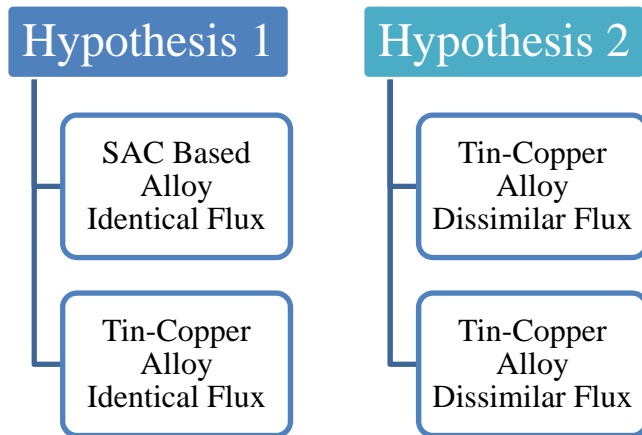 Hypothesis 1
SAC Based
Alloy
Identical Flux
Tin-Copper
Alloy
Identical Flux
Hypothesis 2
Tin-Copper
Alloy
Dissimilar Flux
Tin-Copper
Alloy
Dissimilar Flux